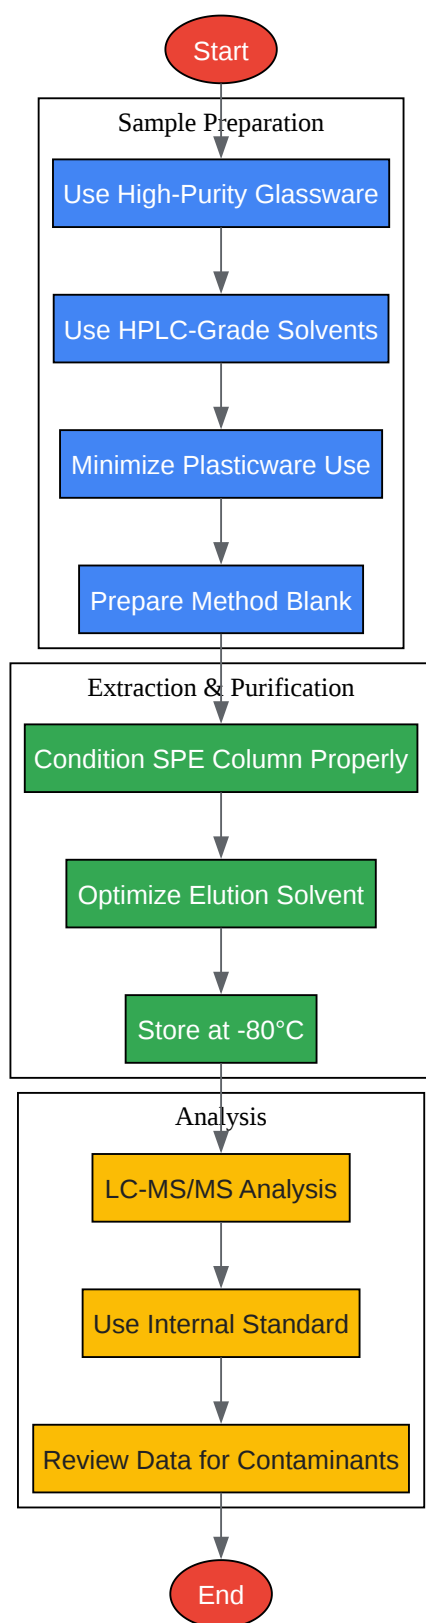 Start
Sample Preparation
Use High-Purity Glassware
Use HPLC-Grade Solvents
Minimize Plasticware Use
Prepare Method Blank
Extraction & Purification
Condition SPE Column Properly
Optimize Elution Solvent
Store at -80°C
Analysis
LC-MS/MS Analysis
Use Internal Standard
Review Data for Contaminants
End